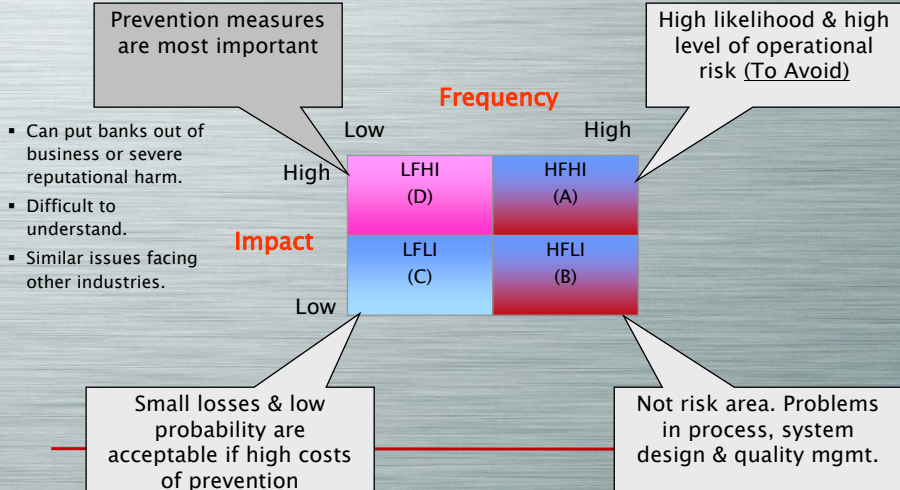 Prevention measures
are most important
High likelihood & high
level of operational
risk (To Avoid)
Frequency
Low
High
▪ Can put banks out of
business or severe
reputational harm.
▪ Difficult to
understand.
▪ Similar issues facing
other industries.
Impact
High
Low
LFHI
(D)
HFHI
(A)
LFLI
(C)
HFLI
(B)
Small losses & low
probability are
acceptable if high costs
of prevention
Not risk area. Problems
in process, system
design & quality mgmt.